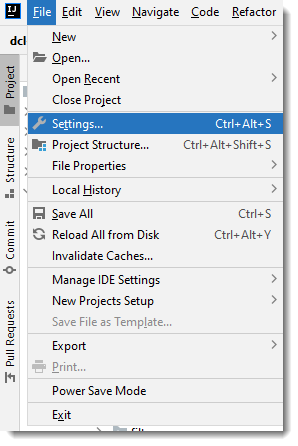 IJ File Edit View Navigate Code Refactor
dcl
Project
Structure
Commit
Pull Requests
New
Open...
Open Recent
Close Project
Settings... Ctrl+Alt+S
Project Structure... Ctrl+Alt+Shift+S
File Properties
Local History
Save All Ctrl+S
Reload All from Disk Ctrl+Alt+Y
Invalidate Caches...
Manage IDE Settings
New Projects Setup
Save File as Template...
Export
Print...
Power Save Mode
Exit